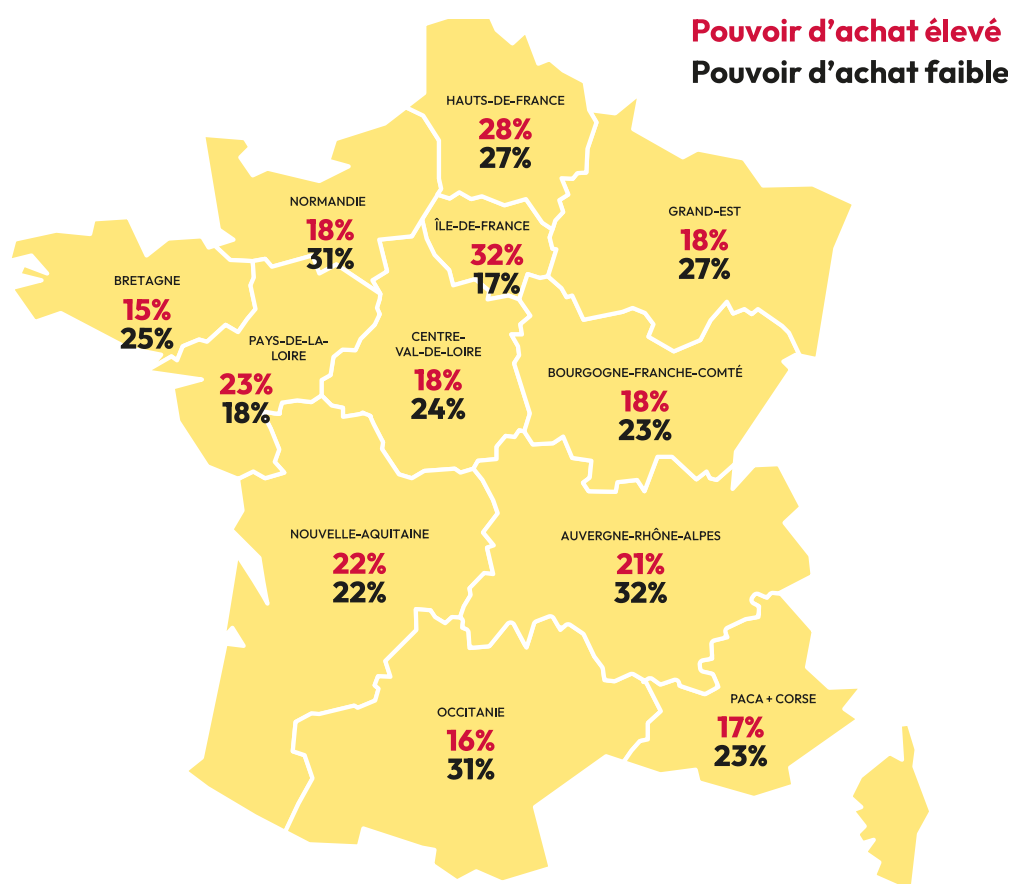 Pouvoir d'achat élevé
Pouvoir d'achat faible
HAUTS-DE-FRANCE
28%
27%
NORMANDIE
18%
31%
ÎLE-DE-FRANCE
32%
17%
GRAND-EST
18%
27%
BRETAGNE
15%
25%
PAYS-DE-LA-
LOIRE
23%
18%
CENTRE-
VAL-DE-LOIRE
18%
24%
BOURGOGNE-FRANCHE-COMTÉ
18%
23%
NOUVELLE-AQUITAINE
22%
22%
AUVERGNE-RHÔNE-ALPES
21%
32%
OCCITANIE
16%
31%
PACA + CORSE
17%
23%